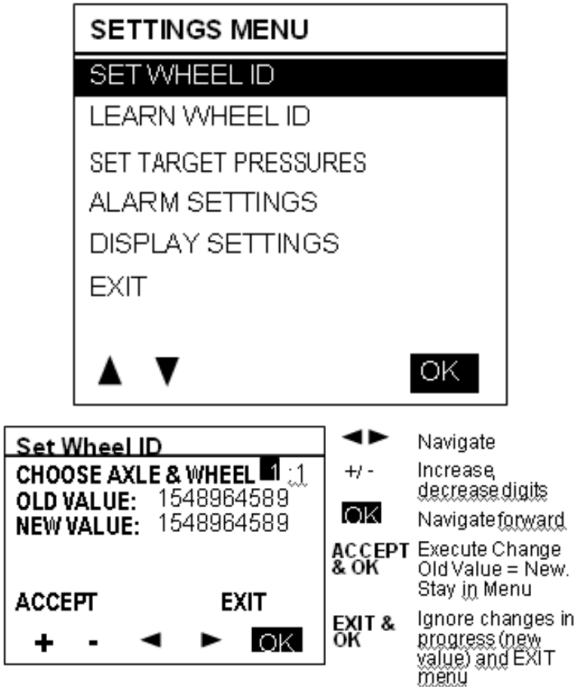 SETTINGS MENU
SET WHEEL ID
LEARN WHEEL ID
SET TARGET PRESSURES
ALARM SETTINGS
DISPLAY SETTINGS
EXIT
OK
Set Wheel ID
CHOOSE AXLE & WHEEL 1 :1
OLD VALUE: 1548964589
NEW VALUE: 1548964589
ACCEPT EXIT
+ - OK
Navigate
+/ - Increase,
decrease digits
OK Navigate forward
ACCEPT Execute Change
& OK Old Value = New.
Stay in Menu
EXIT & Ignore changes in
OK progress (new
value) and EXIT
menu